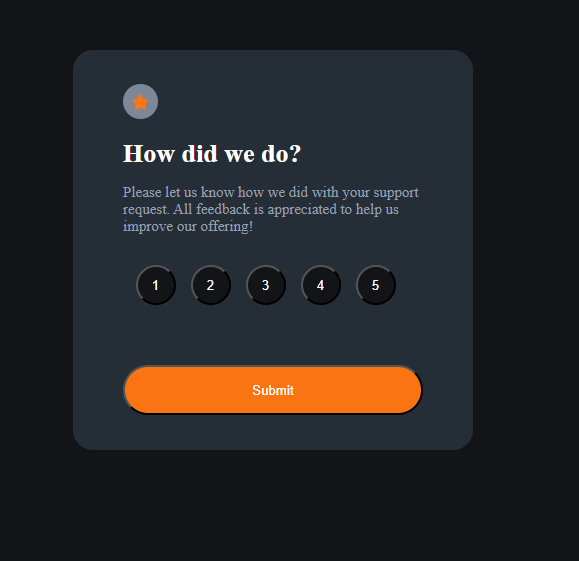 How did we do?
Please let us know how we did with your support
request. All feedback is appreciated to help us
improve our offering!
1 2 3 4 5
Submit